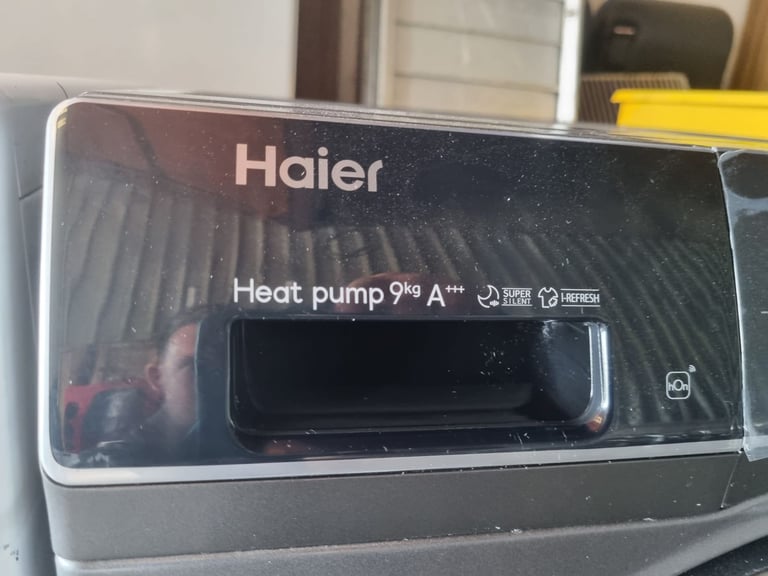 Haier
Heat pump 9kg A+++ SUPER SILENT I-REFRESH
hOn